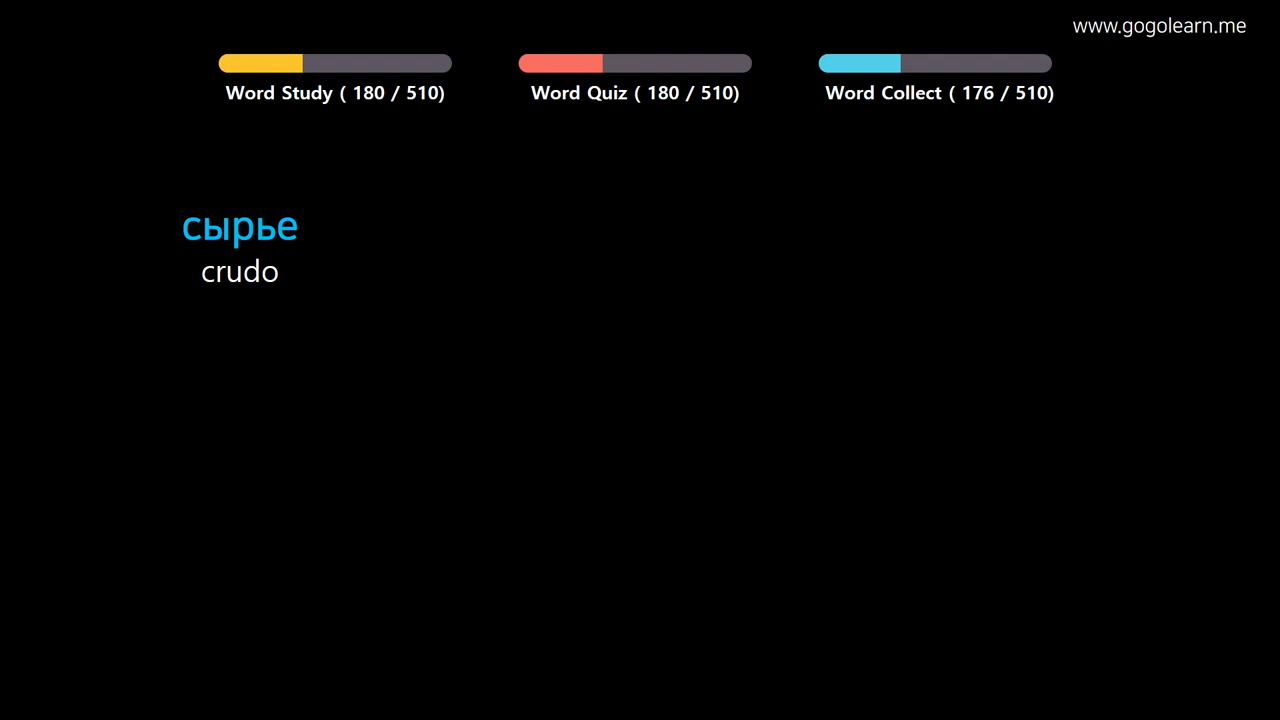 www.gogolearn.me
Word Study ( 180 / 510)
Word Quiz ( 180 / 510)
Word Collect ( 176 / 510)
сырье
crudo